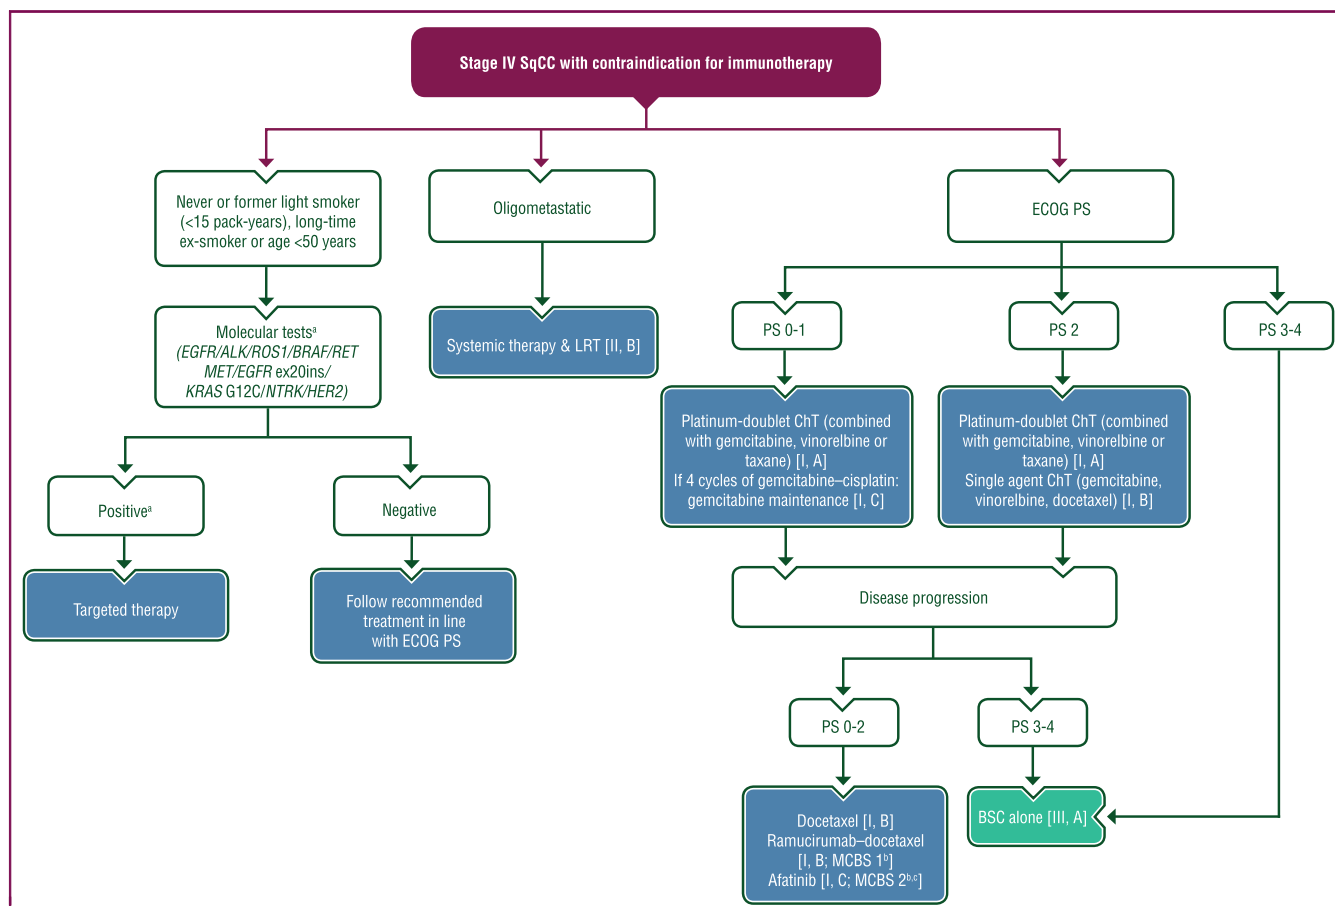 Stage IV SqCC with contraindication for immunotherapy
Never or former light smoker
(<15 pack-years), long-time
ex-smoker or age <50 years
Oligometastatic
ECOG PS
Molecular testsᵃ
(EGFR/ALK/ROS1/BRAF/RET
MET/EGFR ex20ins/
KRAS G12C/NTRK/HER2)
Systemic therapy & LRT [II, B]
PS 0-1
PS 2
PS 3-4
Platinum-doublet ChT (combined
with gemcitabine, vinorelbine or
taxane) [I, A]
If 4 cycles of gemcitabine–cisplatin:
gemcitabine maintenance [I, C]
Platinum-doublet ChT (combined
with gemcitabine, vinorelbine or
taxane) [I, A]
Single agent ChT (gemcitabine,
vinorelbine, docetaxel) [I, B]
Positiveᵃ
Negative
Targeted therapy
Follow recommended
treatment in line
with ECOG PS
Disease progression
PS 0-2
PS 3-4
Docetaxel [I, B]
Ramucirumab–docetaxel
[I, B; MCBS 1ᵇ]
Afatinib [I, C; MCBS 2ᵇ,ᶜ]
BSC alone [III, A]